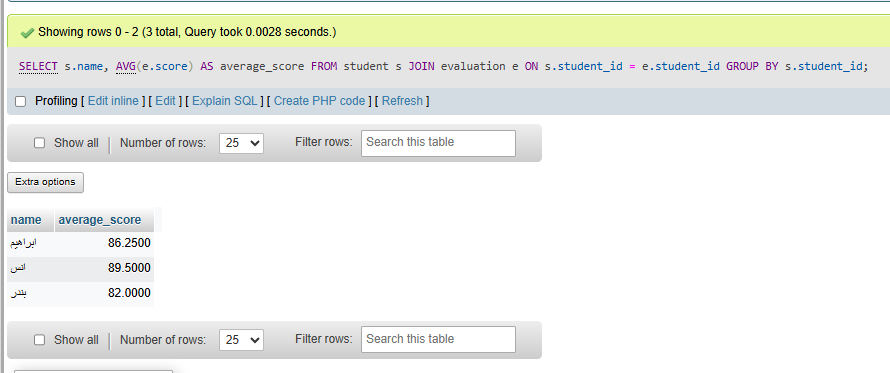 Showing rows 0 - 2 (3 total, Query took 0.0028 seconds.)
SELECT s.name, AVG(e.score) AS average_score FROM student s JOIN evaluation e ON s.student_id = e.student_id GROUP BY s.student_id;
Profiling [ Edit inline ] [ Edit ] [ Explain SQL ] [ Create PHP code ] [ Refresh ]
Show all | Number of rows: 25 Filter rows: Search this table
Extra options
name average_score
ابراهيم 86.2500
انس 89.5000
بندر 82.0000
Show all | Number of rows: 25 Filter rows: Search this table